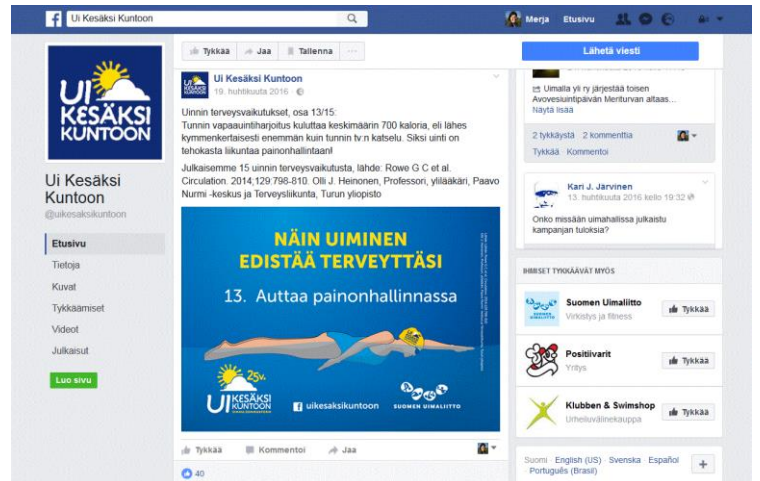 Ui Kesäksi Kuntoon
Merja Etusivu
UI
KESÄKSI
KUNTOON
Ui Kesäksi
Kuntoon
@uikesaksikuntoon
Etusivu
Tietoja
Kuvat
Tykkäämiset
Videot
Julkaisut
Luo sivu
Tykkää Jaa Tallenna ...
Ui Kesäksi Kuntoon
19. huhtikuuta 2016
Uinnin terveysvaikutukset, osa 13/15:
Tunnin vapaauintiharjoitus kuluttaa keskimäärin 700 kaloria, eli lähes
kymmenkertaisesti enemmän kuin tunnin tv:n katselu. Siksi uinti on
tehokasta liikuntaa painonhallintaan!
Julkaisemme 15 uinnin terveysvaikutusta, lähde: Rowe G C et al.
Circulation. 2014;129:798-810. Olli J. Heinonen, Professori, ylilääkäri, Paavo
Nurmi -keskus ja Terveysliikunta, Turun yliopisto
NÄIN UIMINEN
EDISTÄÄ TERVEYTTÄSI
13. Auttaa painonhallinnassa
25v.
UI KESÄKSI
KUNTOON
uikesaksikuntoon
SUOMEN UIMALIITTO
Tykkää Kommentoi Jaa
40
Lähetä viesti
Uimalla yli ry järjestää toisen
Avovesiuintipäivän Meriturvan altaas...
Näytä lisää
2 tykkäystä 2 kommenttia
Tykkää Kommentoi
Kari J. Järvinen
13. huhtikuuta 2016 kello 19:32
Onko missään uimahallissa julkaistu
kampanjan tuloksia?
IHMISET TYKKÄÄVÄT MYÖS
Suomen Uimaliitto
Virkistys ja fitness
Tykkää
Positiivarit
Yritys
Tykkää
Klubben & Swimshop
Urheiluvälinekauppa
Tykkää
Suomi · English (US) · Svenska · Español
· Português (Brasil)